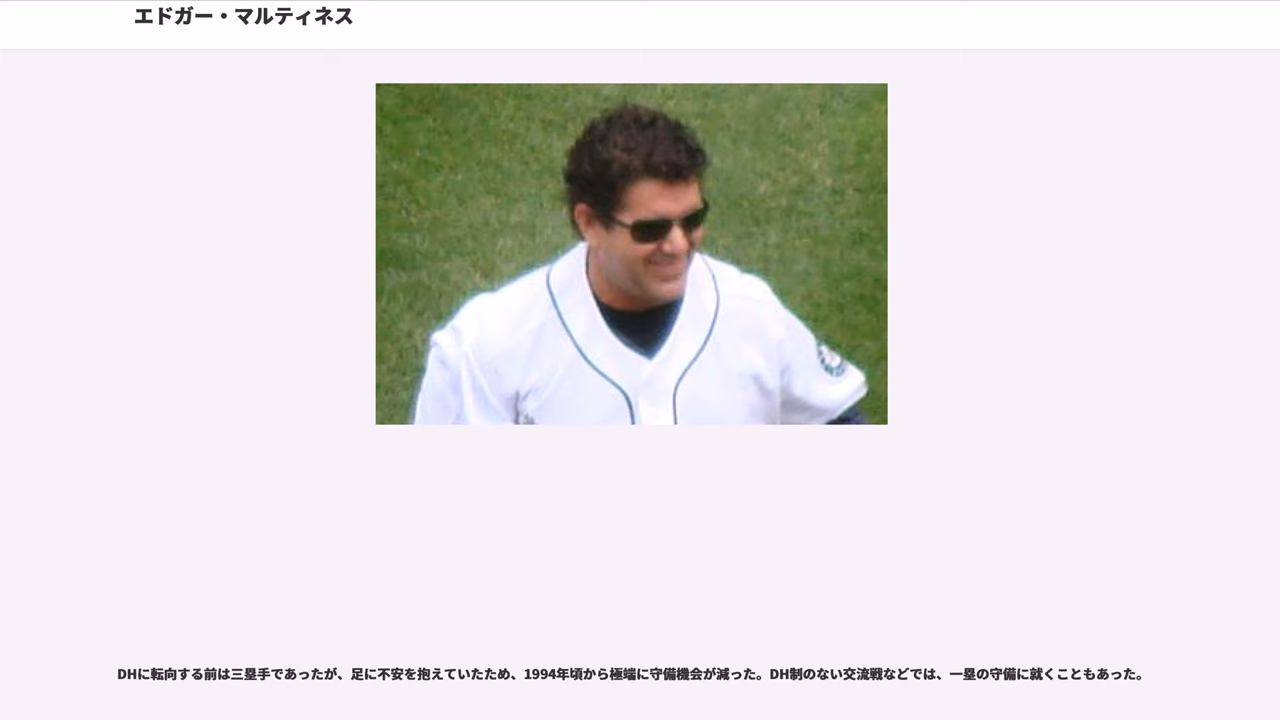 エドガー・マルティネス
DHに転向する前は三塁手であったが、足に不安を抱えていたため、1994年頃から極端に守備機会が減った。DH制のない交流戦などでは、一塁の守備に就くこともあった。